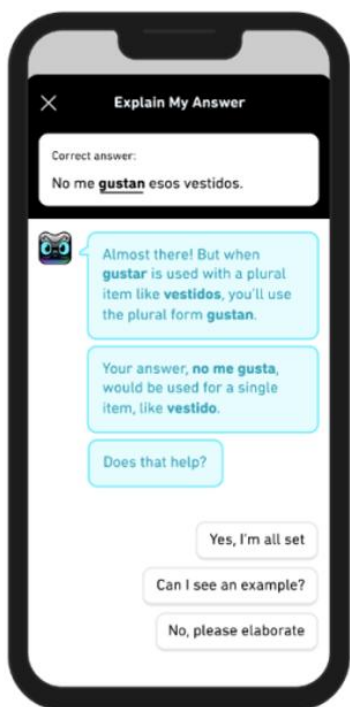 Explain My Answer
Correct answer:
No me gustan esos vestidos.
Almost there! But when
gustar is used with a plural
item like vestidos, you'll use
the plural form gustan.
Your answer, no me gusta,
would be used for a single
item, like vestido.
Does that help?
Yes, I'm all set
Can I see an example?
No, please elaborate